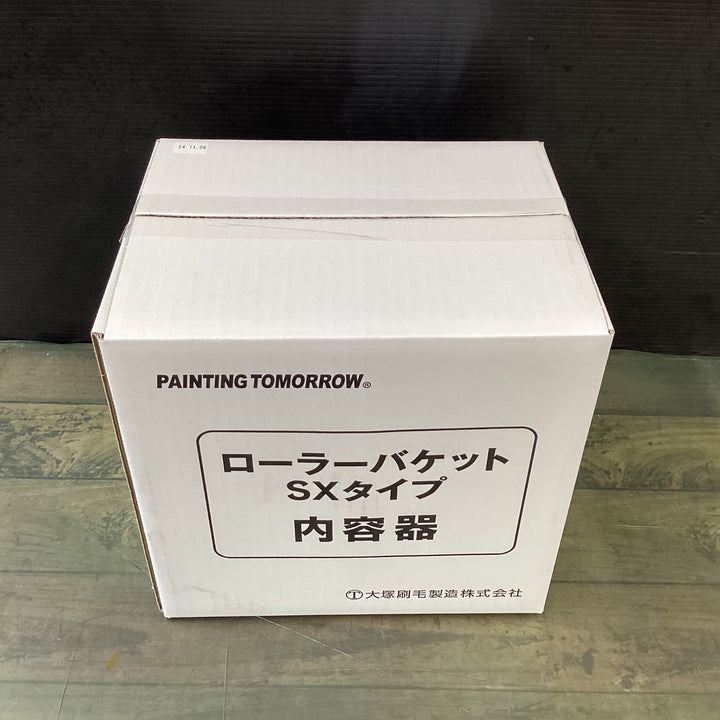 24.11.06
PAINTING TOMORROW®
ローラーバケット
SXタイプ
内容器
大塚刷毛製造株式会社